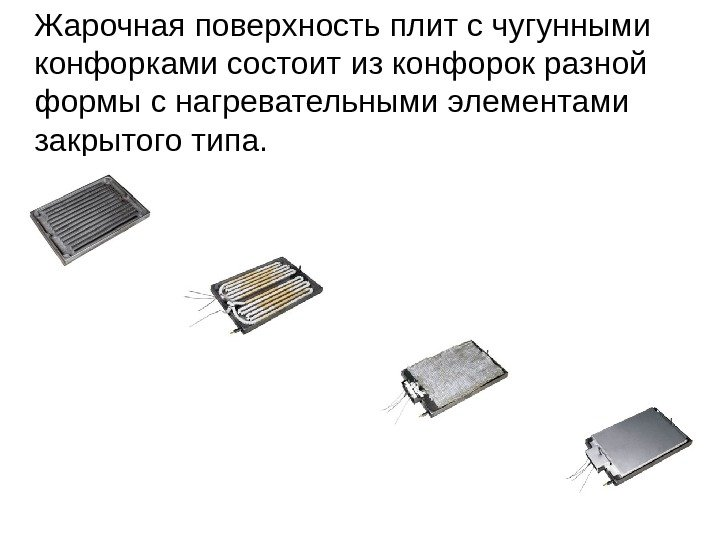 Жарочная поверхность плит с чугунными
конфорками состоит из конфорок разной
формы с нагревательными элементами
закрытого типа.